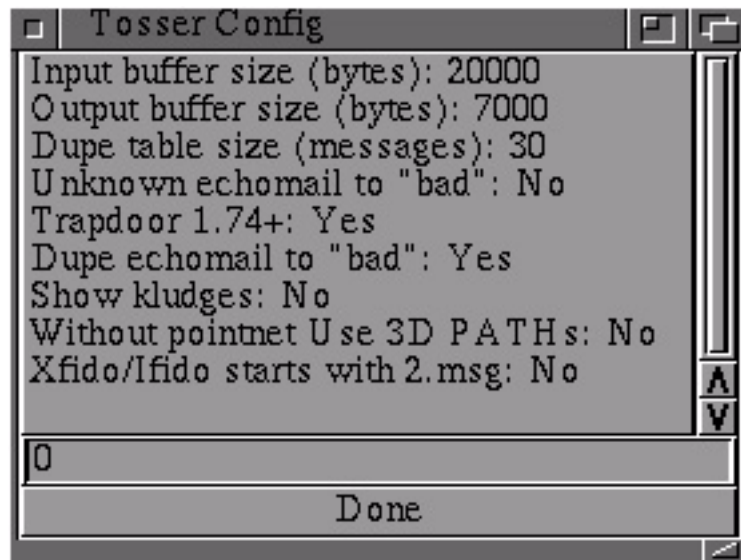 Tosser Config
Input buffer size (bytes): 20000
Output buffer size (bytes): 7000
Dupe table size (messages): 30
Unknown echomail to "bad": No
Trapdoor 1.74+: Yes
Dupe echomail to "bad": Yes
Show kludges: No
Without pointnet Use 3D PATHs: No
Xfido/Ifido starts with 2.msg: No
0
Done